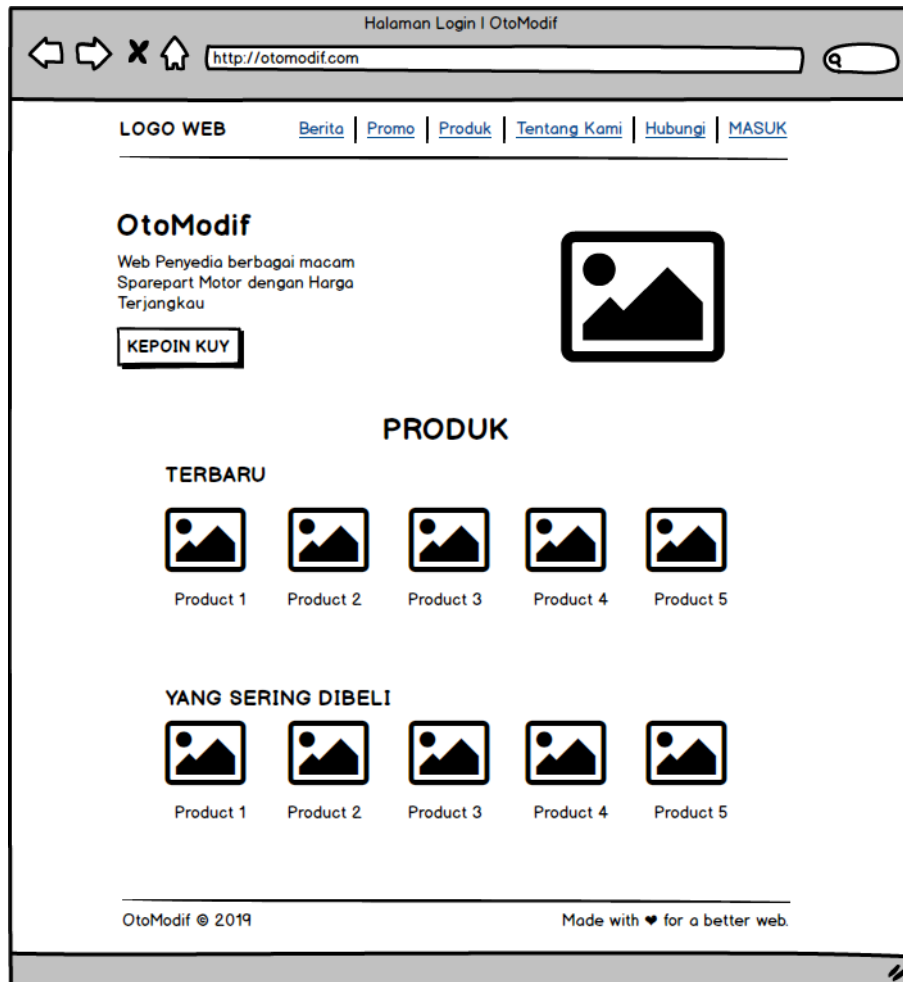 Halaman Login | OtoModif
http://otomodif.com
LOGO WEB Berita Promo Produk Tentang Kami Hubungi MASUK
OtoModif
Web Penyedia berbagai macam
Sparepart Motor dengan Harga
Terjangkau
KEPOIN KUY
PRODUK
TERBARU
Product 1 Product 2 Product 3 Product 4 Product 5
YANG SERING DIBELI
Product 1 Product 2 Product 3 Product 4 Product 5
OtoModif © 2019 Made with ❤ for a better web.